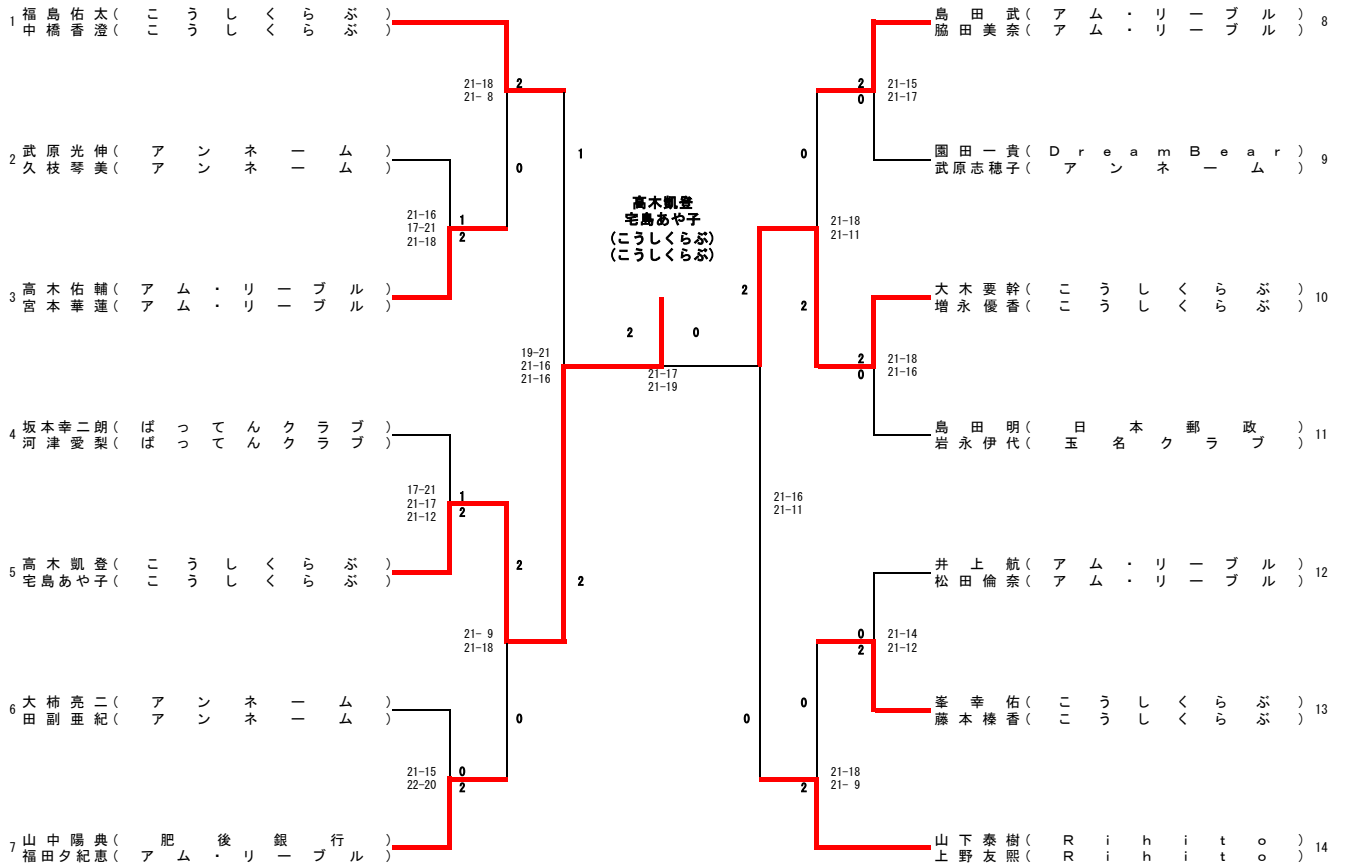 1 福島佑太(こうしくらぶ)
中橋香澄(こうしくらぶ)
21-18 2
21- 8
1
2 武原光伸(アンネーム)
久枝琴美(アンネーム)
0
21-16 1
17-21
21-18 2
3 高木佑輔(アム・リーブル)
宮本華蓮(アム・リーブル)
19-21
21-16
21-16
4 坂本幸二朗(ばってんクラブ)
河津愛梨(ばってんクラブ)
17-21 1
21-17
21-12 2
5 高木凱登(こうしくらぶ)
宅島あや子(こうしくらぶ)
2
2
21- 9
21-18
6 大柿亮二(アンネーム)
田副亜紀(アンネーム)
0
21-15 0
22-20 2
7 山中陽典(肥後銀行)
福田夕紀恵(アム・リーブル)
高木凱登
宅島あや子
(こうしくらぶ)
(こうしくらぶ)
2 0
21-17
21-19
島田武(アム・リーブル) 8
脇田美奈(アム・リーブル)
2 21-15
0 21-17
0
園田一貴(DreamBear) 9
武原志穂子(アンネーム)
21-18
21-11
2
2
大木要幹(こうしくらぶ) 10
増永優香(こうしくらぶ)
2 21-18
0 21-16
島田明(日本郵政) 11
岩永伊代(玉名クラブ)
21-16
21-11
井上航(アム・リーブル) 12
松田倫奈(アム・リーブル)
0 21-14
2 21-12
0
0
峯幸佑(こうしくらぶ) 13
藤本榛香(こうしくらぶ)
21-18
2 21- 9
山下泰樹(Rihito) 14
上野友熙(Rihito)